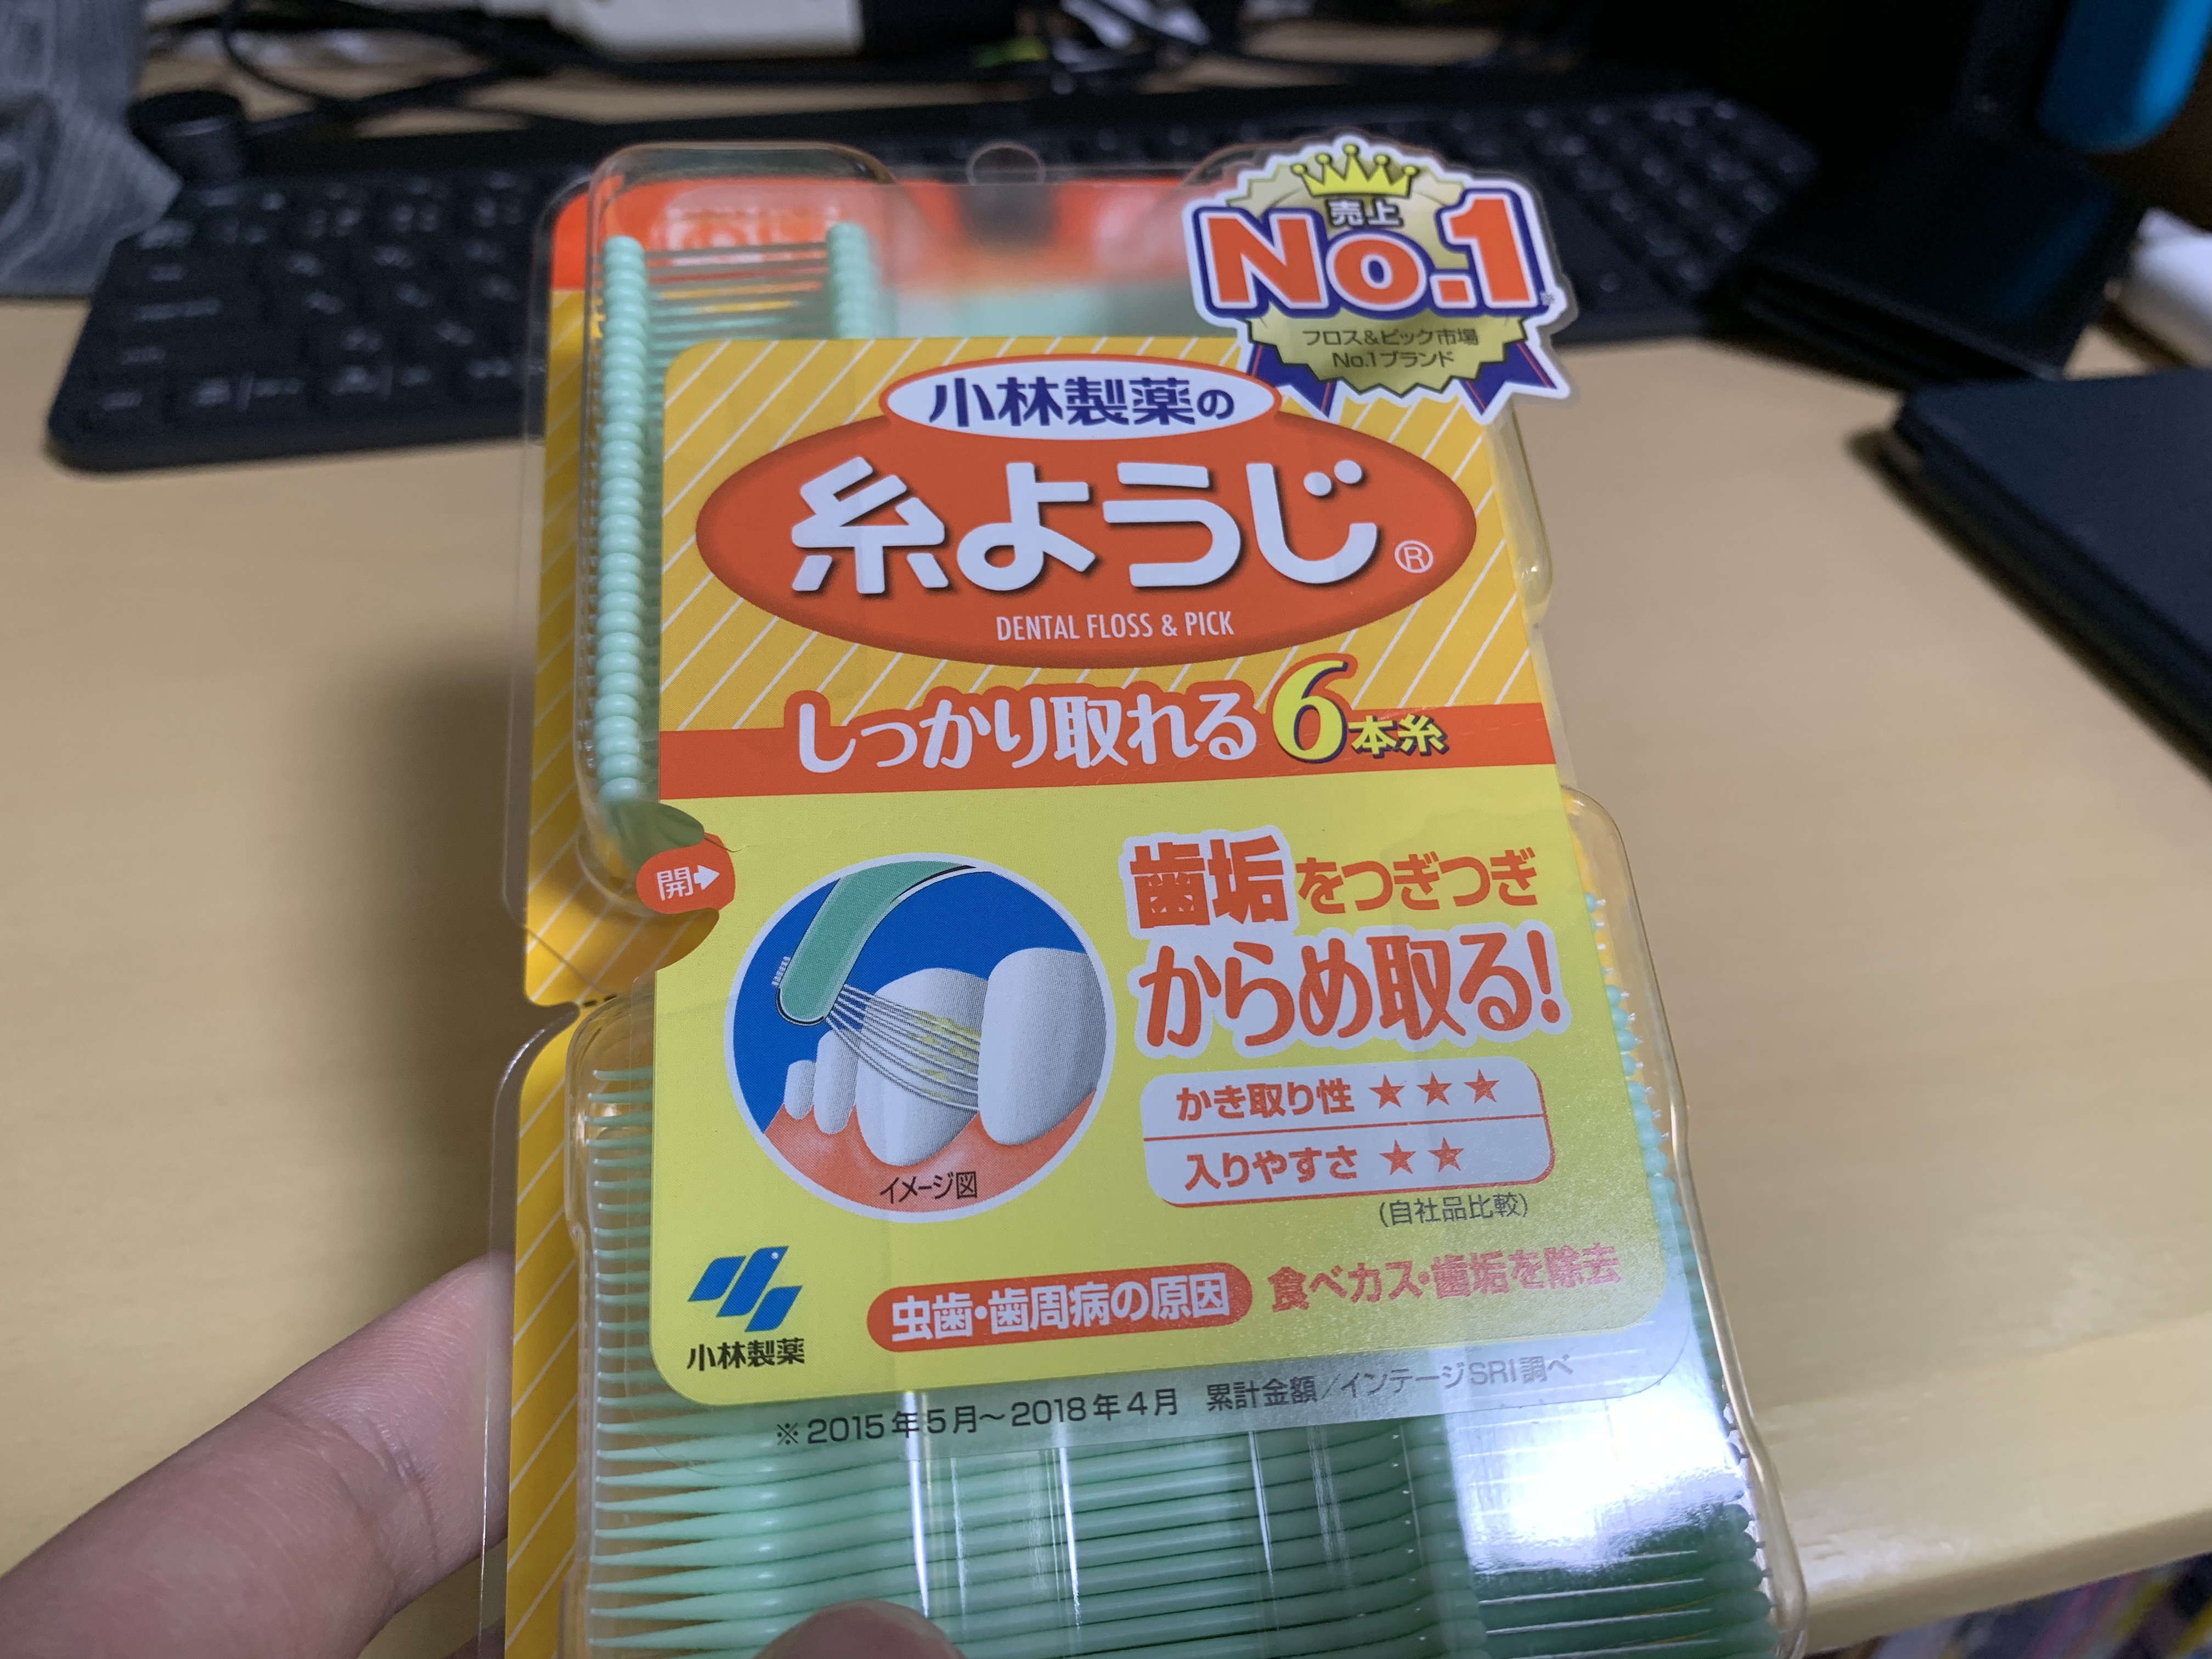 売上
No.1※
フロス&ピック市場
No.1ブランド
小林製薬の
糸ようじ®
DENTAL FLOSS & PICK
しっかり取れる6本糸
開
歯垢をつぎつぎ
からめ取る!
かき取り性 ★★★
入りやすさ ★★
(自社品比較)
イメージ図
小林製薬
虫歯・歯周病の原因 食べカス・歯垢を除去
※2015年5月～2018年4月 累計金額/インテージSRI調べ